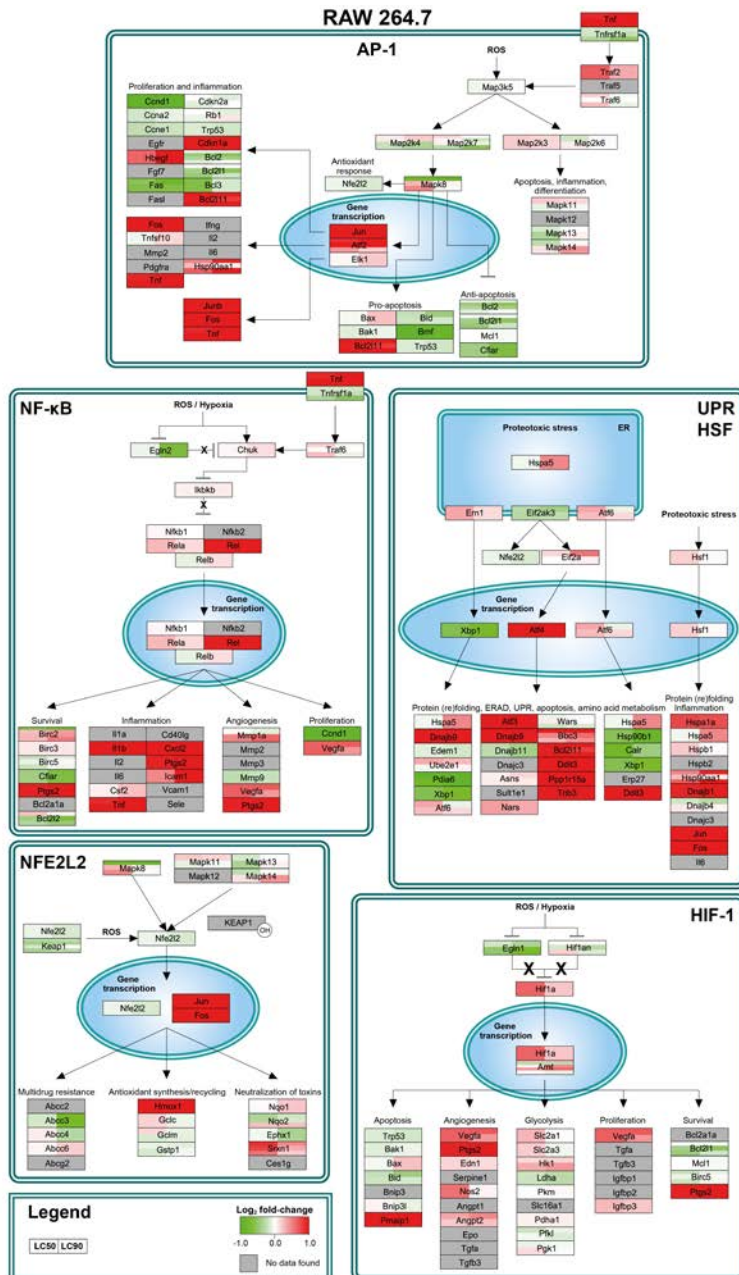 RAW 264.7
AP-1
Tnf
Tnfrsf1a
ROS
Traf2
Traf5
Traf6
Map3k5
Proliferation and inflammation
Ccnd1 Cdkn2a
Ccna2 Rb1
Ccne1 Trp53
Egfr Cdkn1a
Hbegf Bcl2
Fgf7 Bcl2l1
Fas Bcl3
Fasl Bcl2l11
Map2k4 Map2k7
Map2k3 Map2k6
Antioxidant response
Nfe2l2
Mapk8
Apoptosis, inflammation, differentiation
Mapk11
Mapk12
Mapk13
Mapk14
Gene transcription
Jun
Atf2
Elk1
Fos Ifng
Tnfsf10 Il2
Mmp2 Il6
Pdgfra Hsp90aa1
Tnf
Junb
Fos
Tnf
Pro-apoptosis
Bax Bid
Bak1 Bmf
Bcl2l11 Trp53
Anti-apoptosis
Bcl2
Bcl2l1
Mcl1
Cflar
NF-κB
Tnf
Tnfrsf1a
ROS / Hypoxia
Egln2 X Chuk Traf6
Ikbkb
X
Nfkb1 Nfkb2
Rela Rel
Relb
Gene transcription
Nfkb1 Nfkb2
Rela Rel
Relb
Survival
Birc2
Birc3
Birc5
Cflar
Ptgs2
Bcl2a1a
Bcl2l2
Inflammation
Il1a Cd40lg
Il1b Cxcl2
Il2 Ptgs2
Il6 Icam1
Csf2 Vcam1
Tnf Sele
Angiogenesis
Mmp1a
Mmp2
Mmp3
Mmp9
Vegfa
Ptgs2
Proliferation
Ccnd1
Vegfa
UPR
HSF
Proteotoxic stress ER
Hspa5
Ern1 Eif2ak3 Atf6
Proteotoxic stress
Nfe2l2 Eif2a
Hsf1
Gene transcription
Xbp1 Atf4 Atf6 Hsf1
Protein (re)folding, ERAD, UPR, apoptosis, amino acid metabolism
Hspa5
Dnajb9
Edem1
Ube2e1
Pdia6
Xbp1
Atf6
Atf3 Wars
Dnajb9 Bbc3
Dnajb11 Bcl2l11
Dnajc3 Ddit3
Asns Ppp1r15a
Sult1e1 Trib3
Nars
Hspa5
Hsp90b1
Calr
Xbp1
Erp27
Ddit3
Protein (re)folding
Inflammation
Hspa1a
Hspa5
Hspb1
Hspb2
Hsp90aa1
Dnajb1
Dnajb4
Dnajc3
Jun
Fos
Il6
NFE2L2
Mapk8
Mapk11 Mapk13
Mapk12 Mapk14
KEAP1
OH
Nfe2l2
Keap1
ROS
Nfe2l2
Gene transcription
Nfe2l2
Jun
Fos
Multidrug resistance
Abcc2
Abcc3
Abcc4
Abcc6
Abcg2
Antioxidant synthesis/recycling
Hmox1
Gclc
Gclm
Gstp1
Neutralization of toxins
Nqo1
Nqo2
Ephx1
Srxn1
Ces1g
HIF-1
ROS / Hypoxia
Egln1 Hif1an
X X
Hif1a
Gene transcription
Hif1a
Arnt
Apoptosis
Trp53
Bak1
Bax
Bid
Bnip3
Bnip3l
Pmaip1
Angiogenesis
Vegfa
Ptgs2
Edn1
Serpine1
Nos2
Angpt1
Angpt2
Epo
Tgfa
Tgfb3
Glycolysis
Slc2a1
Slc2a3
Hk1
Ldha
Pkm
Slc16a1
Pdha1
Pfkl
Pgk1
Proliferation
Vegfa
Tgfa
Tgfb3
Igfbp1
Igfbp2
Igfbp3
Survival
Bcl2a1a
Bcl2l1
Mcl1
Birc5
Ptgs2
Legend
LC50 LC90
Log₂ fold-change
-1.0 0.0 1.0
No data found